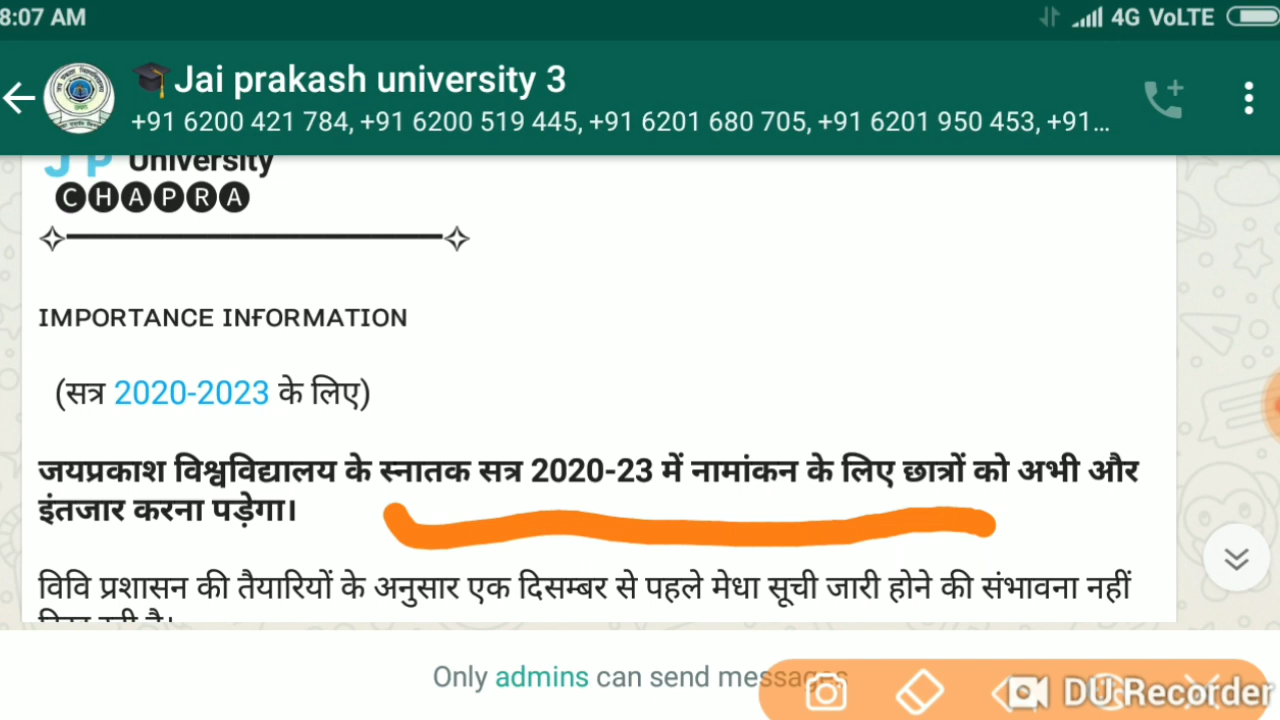 8:07 AM
4G VoLTE
Jai prakash university 3
+91 6200 421 784, +91 6200 519 445, +91 6201 680 705, +91 6201 950 453, +91...
J P University
CHAPRA
IMPORTANCE INFORMATION
(सत्र 2020-2023 के लिए)
जयप्रकाश विश्वविद्यालय के स्नातक सत्र 2020-23 में नामांकन के लिए छात्रों को अभी और
इंतजार करना पड़ेगा।
विवि प्रशासन की तैयारियों के अनुसार एक दिसम्बर से पहले मेधा सूची जारी होने की संभावना नहीं
Only admins can send messages
DU Recorder